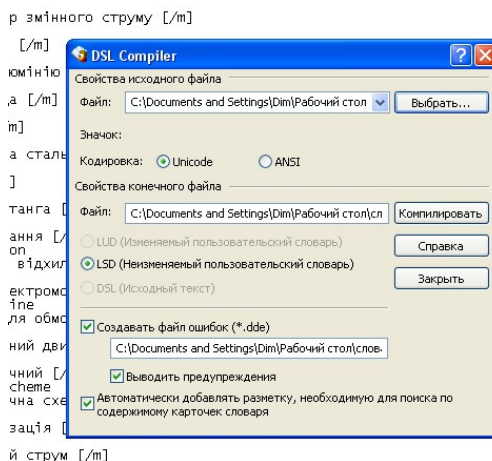 р змінного струму [/m]
[/m]
DSL Compiler
юмінію
Свойства исходного файла
а [/m]
Файл: C:\Documents and Settings\Dim\Рабочий стол Выбрать...
m]
Значок:
а сталь
Кодировка: Unicode ANSI
]
Свойства конечного файла
танга [
Файл: C:\Documents and Settings\Dim\Рабочий стол\сл Компилировать
ання [/
LUD (Изменяемый пользовательский словарь) Справка
on
відхил
LSD (Неизменяемый пользовательский словарь)
Закрыть
ектромо
DSL (Исходный текст)
ine
ля обмо
Создавать файл ошибок (*.dde)
ний дви
C:\Documents and Settings\Dim\Рабочий стол\слов
чний [/
Выводить предупреждения
cheme
чна схе
Автоматически добавлять разметку, необходимую для поиска по
содержимому карточек словаря
зація [
й струм [/m]